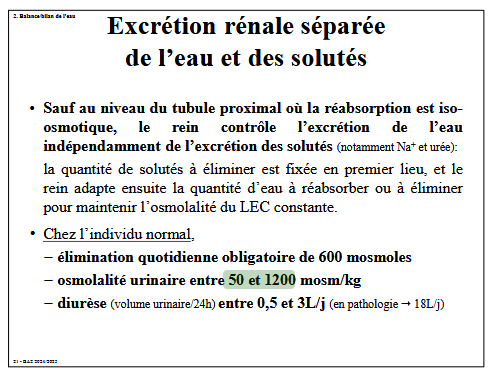 2. Balance/bilan de l'eau
Excrétion rénale séparée
de l'eau et des solutés
• Sauf au niveau du tubule proximal où la réabsorption est iso-
osmotique, le rein contrôle l'excrétion de l'eau
indépendamment de l'excrétion des solutés (notamment Na⁺ et urée):
la quantité de solutés à éliminer est fixée en premier lieu, et le
rein adapte ensuite la quantité d'eau à réabsorber ou à éliminer
pour maintenir l'osmolalité du LEC constante.
• Chez l'individu normal,
– élimination quotidienne obligatoire de 600 mosmoles
– osmolalité urinaire entre 50 et 1200 mosm/kg
– diurèse (volume urinaire/24h) entre 0,5 et 3L/j (en pathologie → 18L/j)
21 - BAZ 2024/2025